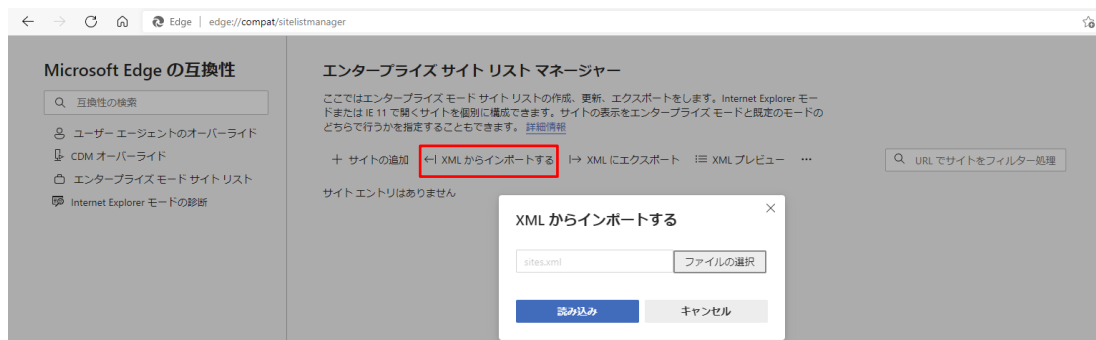 Edge | edge://compat/sitelistmanager
Microsoft Edge の互換性
互換性の検索
ユーザー エージェントのオーバーライド
CDM オーバーライド
エンタープライズ モード サイト リスト
Internet Explorer モードの診断
エンタープライズ サイト リスト マネージャー
ここではエンタープライズ モード サイト リストの作成、更新、エクスポートをします。Internet Explorer モー
ドまたは IE 11 で開くサイトを個別に構成できます。サイトの表示をエンタープライズ モードと既定のモードの
どちらで行うかを指定することもできます。 詳細情報
サイトの追加 XML からインポートする XML にエクスポート XML プレビュー ... URL でサイトをフィルター処理
サイト エントリはありません
XML からインポートする
sites.xml ファイルの選択
読み込み キャンセル